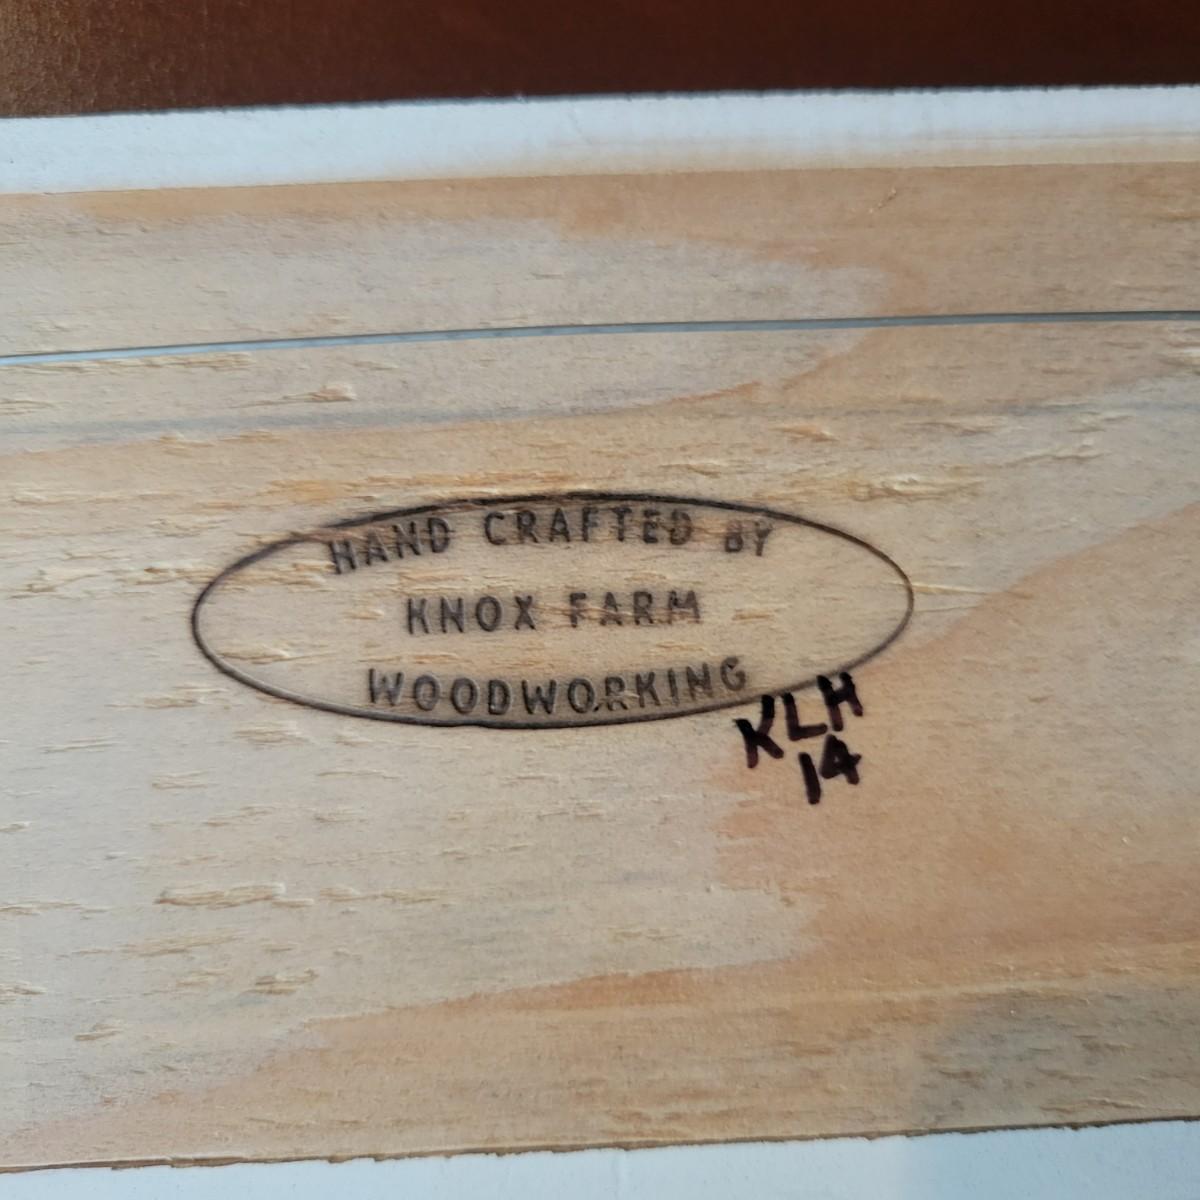 HAND CRAFTED BY
KNOX FARM
WOODWORKING
KLH
14